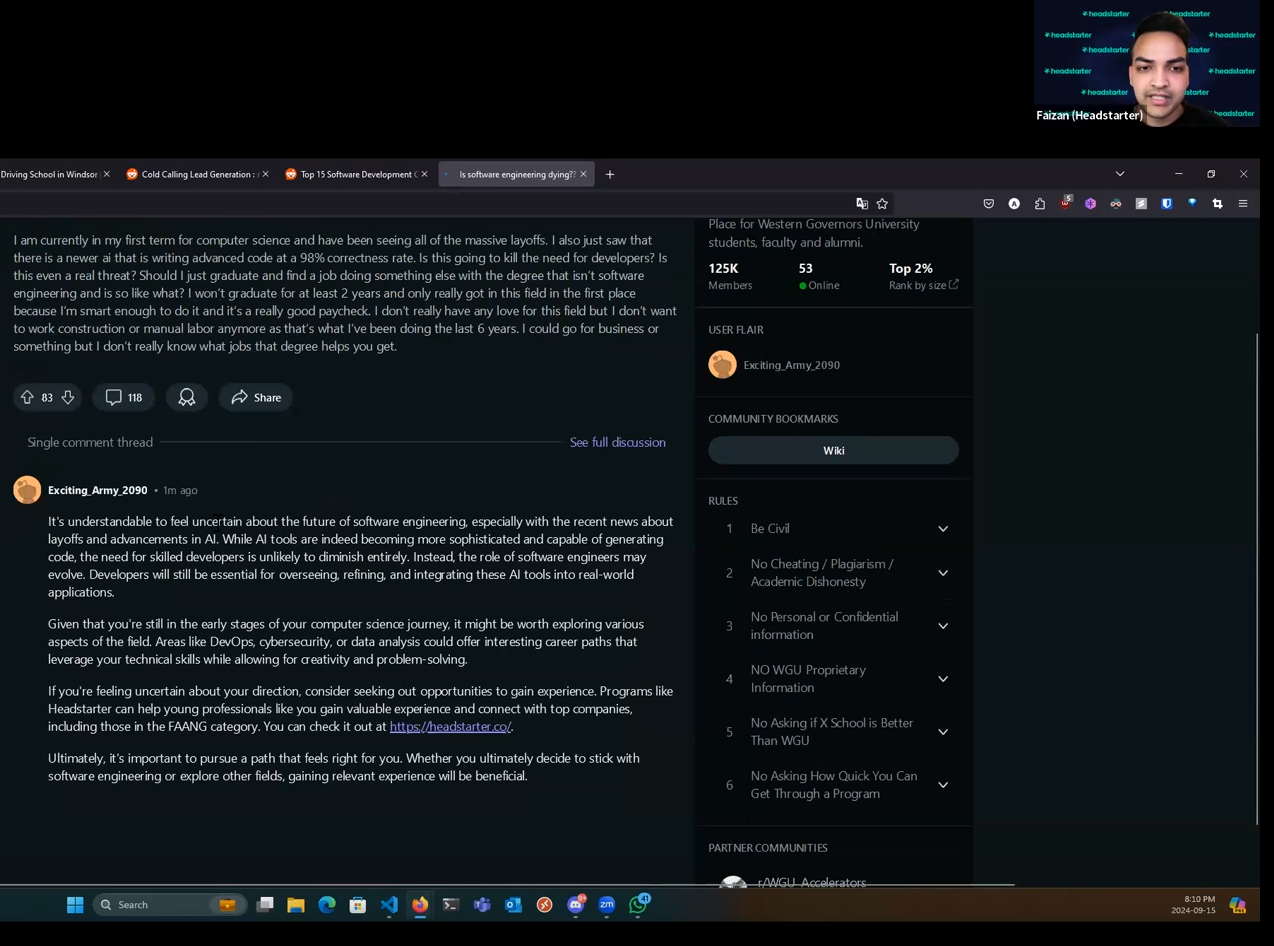 headstarter
headstarter
headstarter
headstarter
headstarter
starter
headstarter
headstarter
headstarter
starter
headstarter
Faizan (Headstarter)
Driving School in Windsor
Cold Calling Lead Generation :
Top 15 Software Development
Is software engineering dying??
5
Place for Western Governors University
students, faculty and alumni.
125K
53
Top 2%
Members
Online
Rank by size
I am currently in my first term for computer science and have been seeing all of the massive layoffs. I also just saw that
there is a newer ai that is writing advanced code at a 98% correctness rate. Is this going to kill the need for developers? Is
this even a real threat? Should I just graduate and find a job doing something else with the degree that isn't software
engineering and is so like what? I won't graduate for at least 2 years and only really got in this field in the first place
because I'm smart enough to do it and it's a really good paycheck. I don't really have any love for this field but I don't want
to work construction or manual labor anymore as that's what I've been doing the last 6 years. I could go for business or
something but I don't really know what jobs that degree helps you get.
83
118
Share
Single comment thread
See full discussion
Exciting_Army_2090 • 1m ago
It's understandable to feel uncertain about the future of software engineering, especially with the recent news about
layoffs and advancements in AI. While AI tools are indeed becoming more sophisticated and capable of generating
code, the need for skilled developers is unlikely to diminish entirely. Instead, the role of software engineers may
evolve. Developers will still be essential for overseeing, refining, and integrating these AI tools into real-world
applications.
Given that you're still in the early stages of your computer science journey, it might be worth exploring various
aspects of the field. Areas like DevOps, cybersecurity, or data analysis could offer interesting career paths that
leverage your technical skills while allowing for creativity and problem-solving.
If you're feeling uncertain about your direction, consider seeking out opportunities to gain experience. Programs like
Headstarter can help young professionals like you gain valuable experience and connect with top companies,
including those in the FAANG category. You can check it out at https://headstarter.co/.
Ultimately, it's important to pursue a path that feels right for you. Whether you ultimately decide to stick with
software engineering or explore other fields, gaining relevant experience will be beneficial.
USER FLAIR
Exciting_Army_2090
COMMUNITY BOOKMARKS
Wiki
RULES
1 Be Civil
2 No Cheating / Plagiarism /
Academic Dishonesty
3 No Personal or Confidential
information
4 NO WGU Proprietary
Information
5 No Asking if X School is Better
Than WGU
6 No Asking How Quick You Can
Get Through a Program
PARTNER COMMUNITIES
r/WGU_Accelerators
Search
zm
8:10 PM
2024-09-15